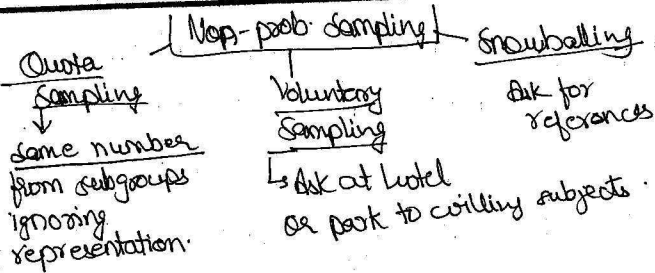 Non-prob. Sampling
Quota
Sampling
↓
Same number
from subgroups
ignoring
representation.
Voluntary
Sampling
↳ Ask at hotel
or park to willing subjects.
Snowballing
Ask for
references